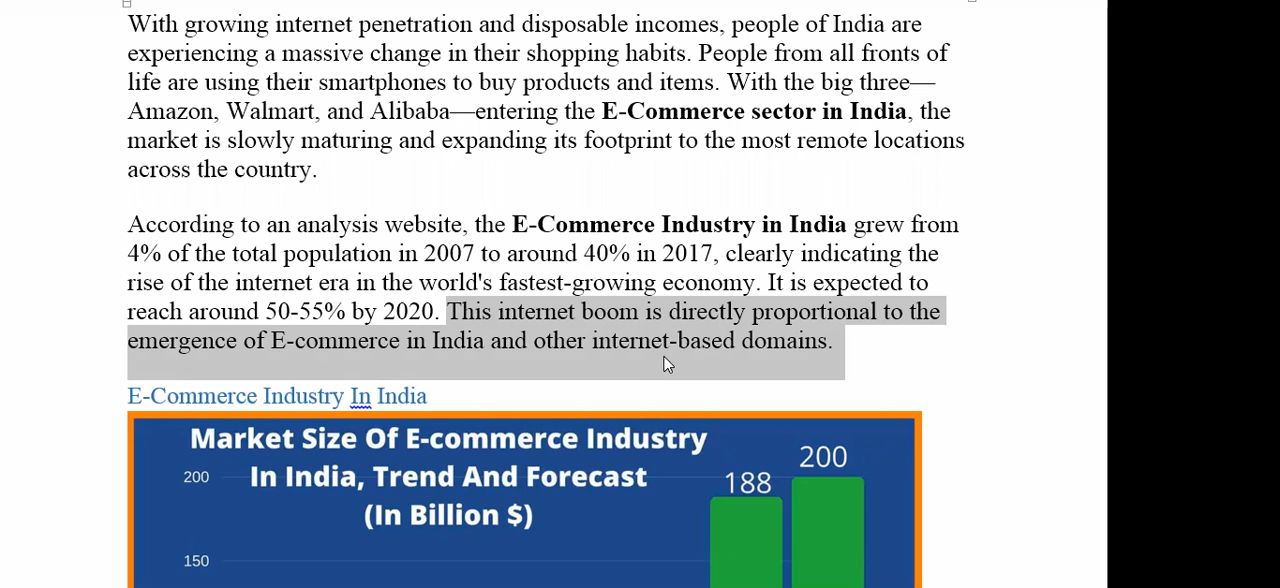 With growing internet penetration and disposable incomes, people of India are
experiencing a massive change in their shopping habits. People from all fronts of
life are using their smartphones to buy products and items. With the big three—
Amazon, Walmart, and Alibaba—entering the E-Commerce sector in India, the
market is slowly maturing and expanding its footprint to the most remote locations
across the country.
According to an analysis website, the E-Commerce Industry in India grew from
4% of the total population in 2007 to around 40% in 2017, clearly indicating the
rise of the internet era in the world's fastest-growing economy. It is expected to
reach around 50-55% by 2020. This internet boom is directly proportional to the
emergence of E-commerce in India and other internet-based domains.
E-Commerce Industry In India
Market Size Of E-commerce Industry
In India, Trend And Forecast
(In Billion $)
200
188
200
150